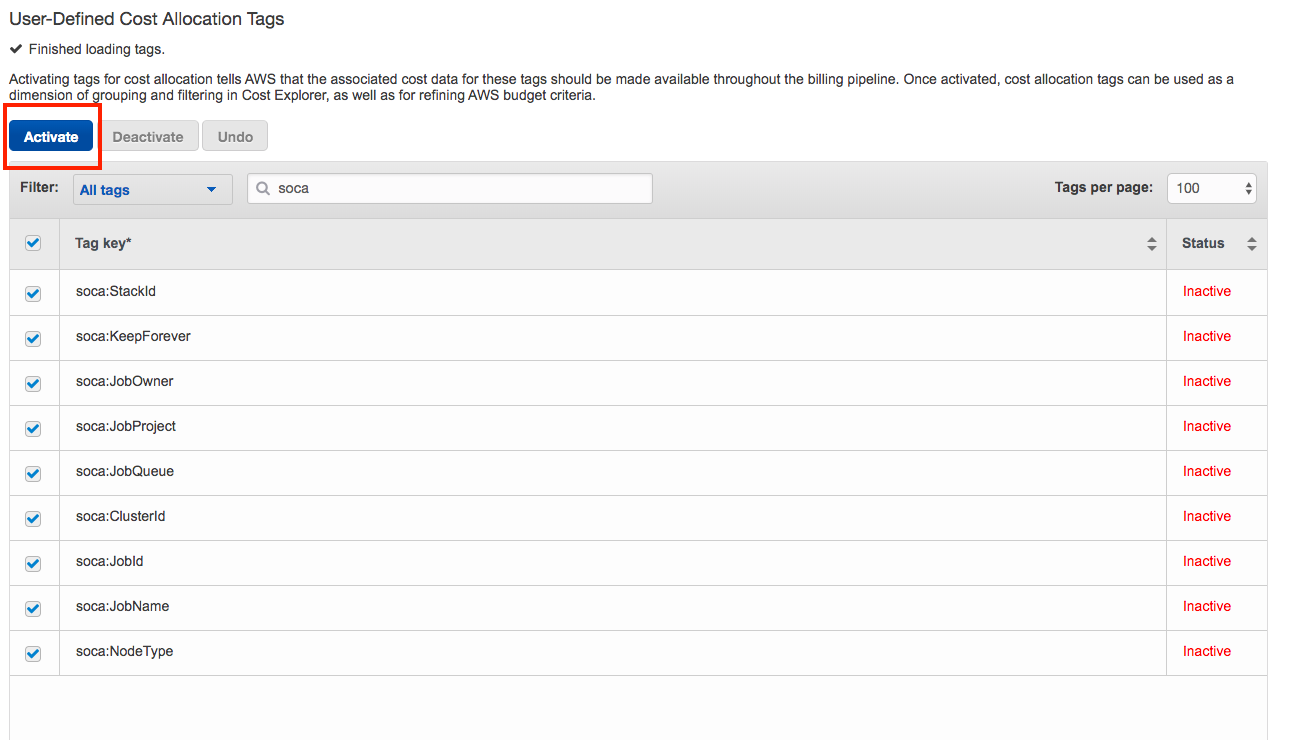 User-Defined Cost Allocation Tags
Finished loading tags.
Activating tags for cost allocation tells AWS that the associated cost data for these tags should be made available throughout the billing pipeline. Once activated, cost allocation tags can be used as a
dimension of grouping and filtering in Cost Explorer, as well as for refining AWS budget criteria.
Activate Deactivate Undo
Filter: All tags soca Tags per page: 100
Tag key* Status
soca:StackId Inactive
soca:KeepForever Inactive
soca:JobOwner Inactive
soca:JobProject Inactive
soca:JobQueue Inactive
soca:ClusterId Inactive
soca:JobId Inactive
soca:JobName Inactive
soca:NodeType Inactive